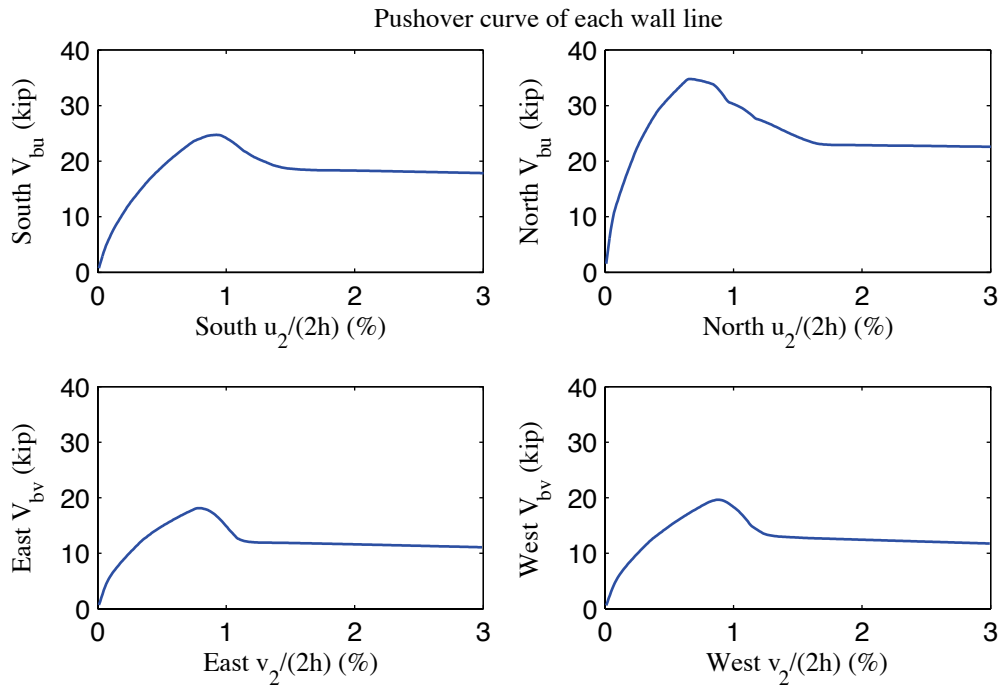 Pushover curve of each wall line
South V_bu (kip)
40
30
20
10
0
0 1 2 3
South u_2/(2h) (%)
North V_bu (kip)
40
30
20
10
0
0 1 2 3
North u_2/(2h) (%)
East V_bv (kip)
40
30
20
10
0
0 1 2 3
East v_2/(2h) (%)
West V_bv (kip)
40
30
20
10
0
0 1 2 3
West v_2/(2h) (%)